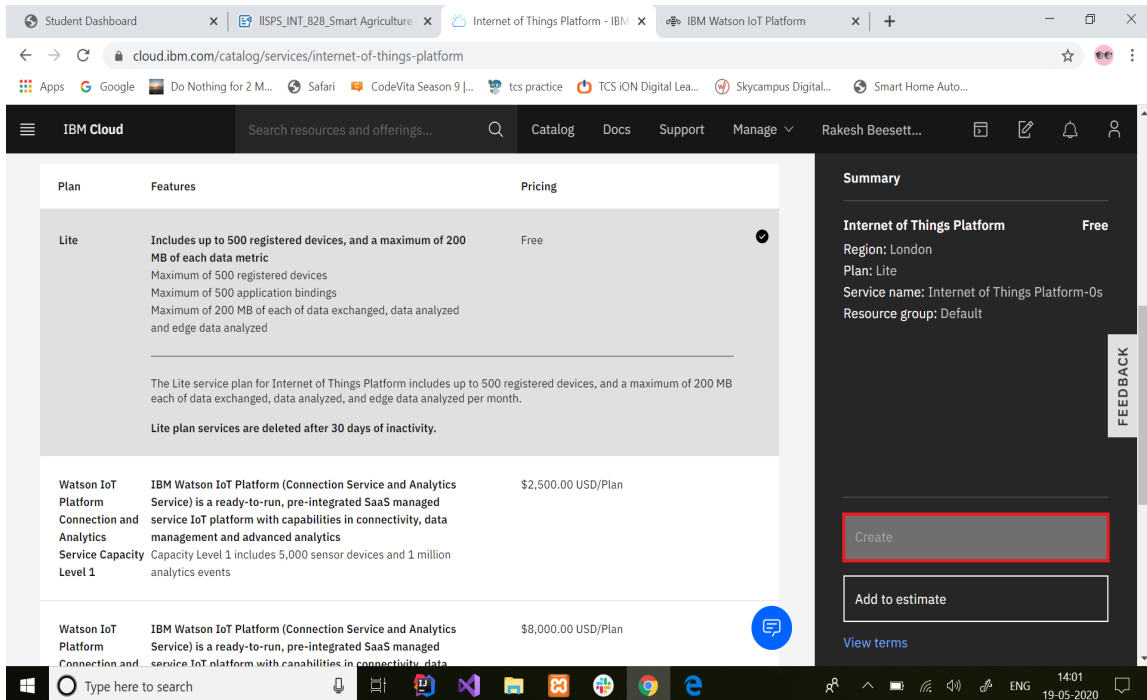 Student Dashboard
IISPS_INT_828_Smart Agriculture
Internet of Things Platform - IBM
IBM Watson IoT Platform
cloud.ibm.com/catalog/services/internet-of-things-platform
Apps
Google
Do Nothing for 2 M...
Safari
CodeVita Season 9 |...
tcs practice
TCS iON Digital Lea...
Skycampus Digital...
Smart Home Auto...
IBM Cloud
Search resources and offerings...
Catalog
Docs
Support
Manage
Rakesh Beesett...
Plan
Features
Pricing
Lite
Includes up to 500 registered devices, and a maximum of 200
MB of each data metric
Maximum of 500 registered devices
Maximum of 500 application bindings
Maximum of 200 MB of each of data exchanged, data analyzed
and edge data analyzed
Free
The Lite service plan for Internet of Things Platform includes up to 500 registered devices, and a maximum of 200 MB
each of data exchanged, data analyzed, and edge data analyzed per month.
Lite plan services are deleted after 30 days of inactivity.
Watson IoT
Platform
Connection and
Analytics
Service Capacity
Level 1
IBM Watson IoT Platform (Connection Service and Analytics
Service) is a ready-to-run, pre-integrated SaaS managed
service IoT platform with capabilities in connectivity, data
management and advanced analytics
Capacity Level 1 includes 5,000 sensor devices and 1 million
analytics events
$2,500.00 USD/Plan
Watson IoT
Platform
Connection and
IBM Watson IoT Platform (Connection Service and Analytics
Service) is a ready-to-run, pre-integrated SaaS managed
service IoT platform with capabilities in connectivity, data
$8,000.00 USD/Plan
Summary
Internet of Things Platform
Free
Region: London
Plan: Lite
Service name: Internet of Things Platform-0s
Resource group: Default
FEEDBACK
Create
Add to estimate
View terms
Type here to search
ENG
14:01
19-05-2020